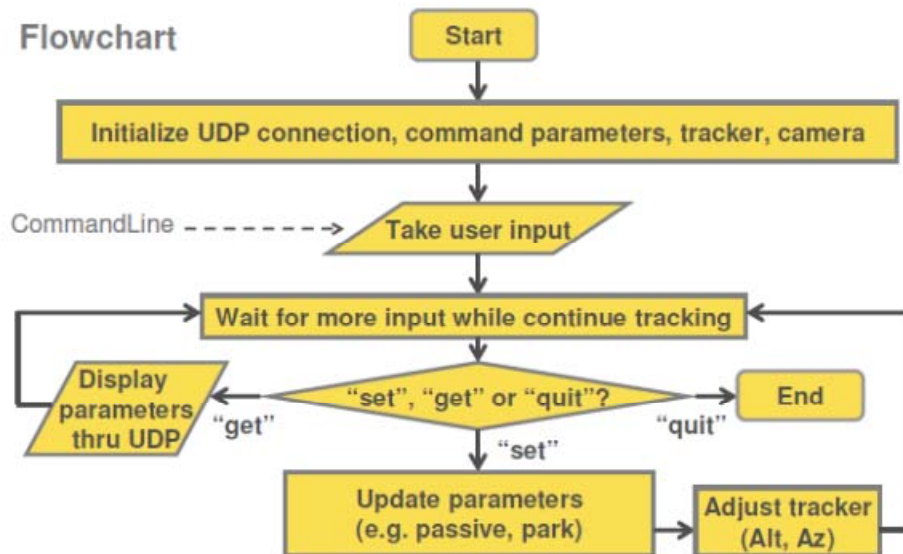 Flowchart
Start
Initialize UDP connection, command parameters, tracker, camera
CommandLine
Take user input
Wait for more input while continue tracking
Display
parameters
thru UDP
“get”
“set”, “get” or “quit”?
“quit”
End
“set”
Update parameters
(e.g. passive, park)
Adjust tracker
(Alt, Az)